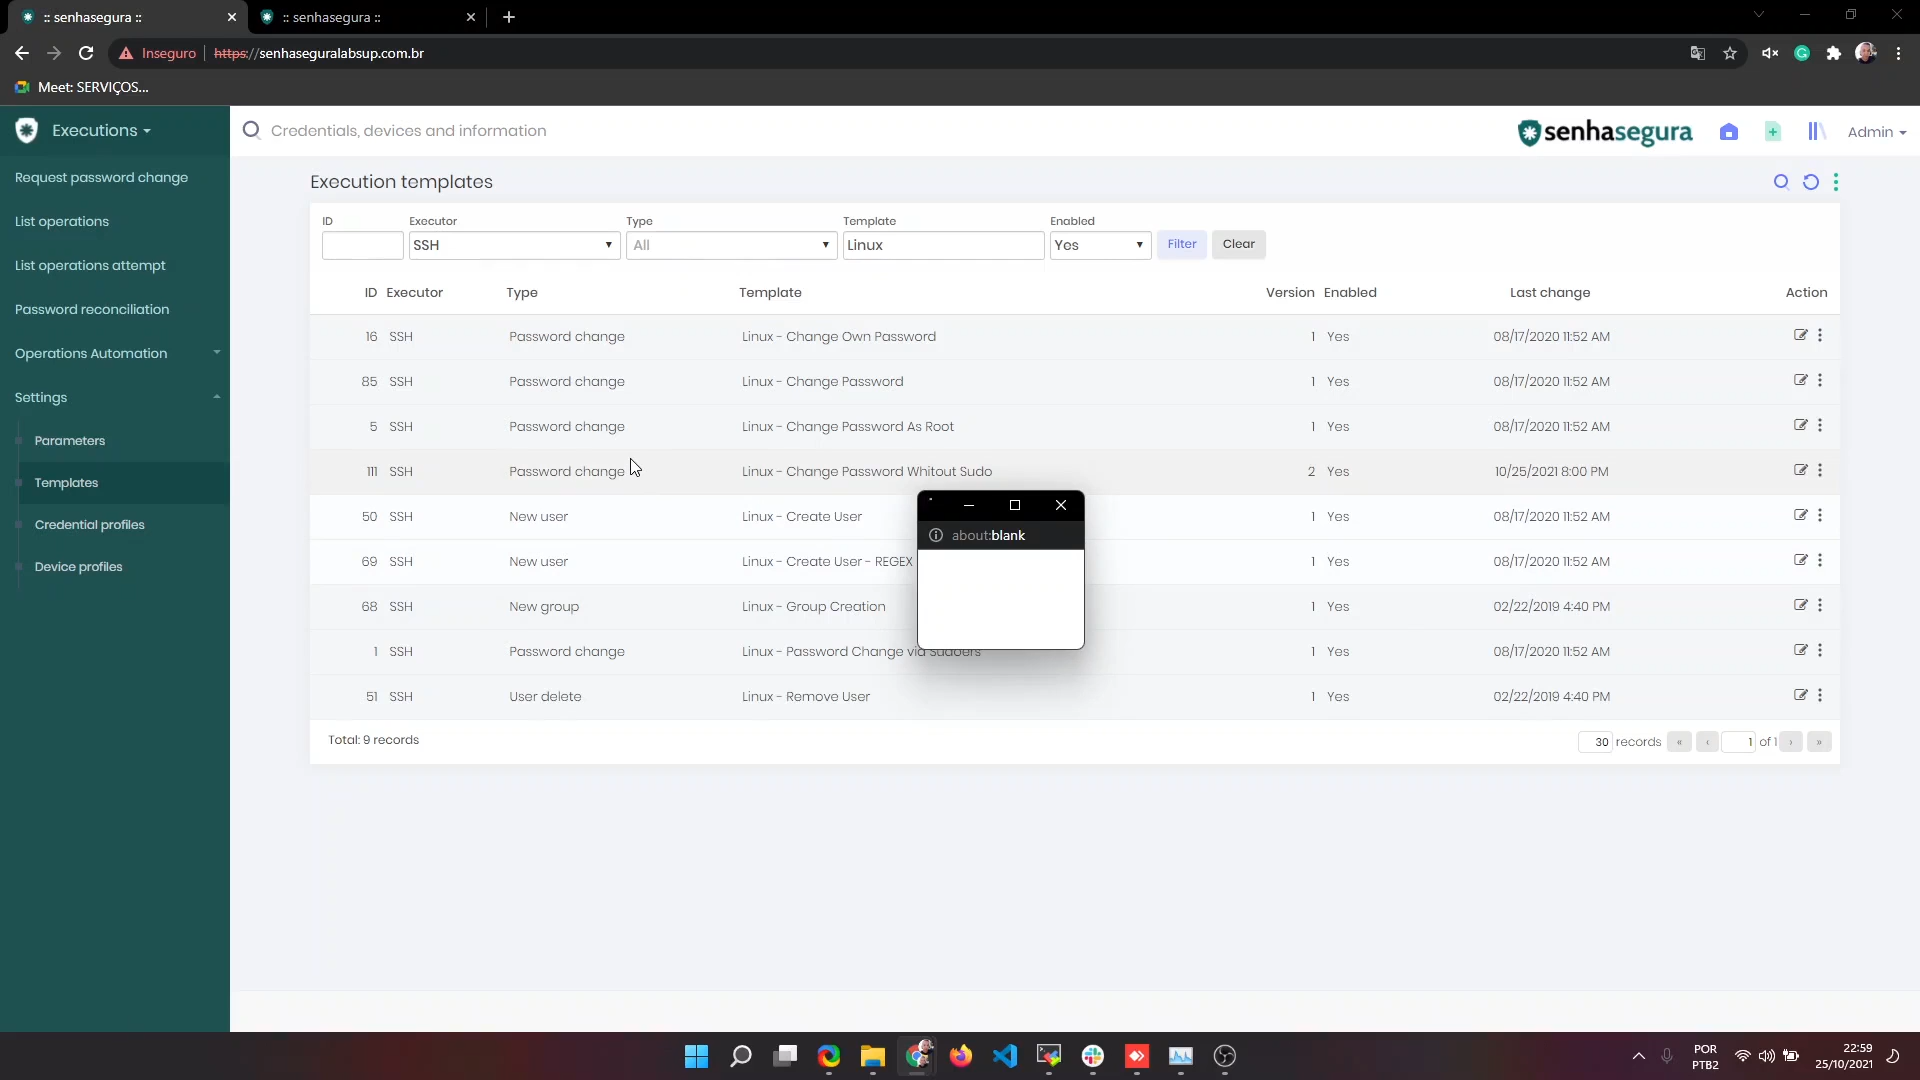 :: senhasegura ::
:: senhasegura ::
Inseguro
https://senhaseguralabsup.com.br
Meet: SERVIÇOS...
Executions
Credentials, devices and information
senhasegura
Admin
Request password change
List operations
List operations attempt
Password reconciliation
Operations Automation
Settings
Parameters
Templates
Credential profiles
Device profiles
Execution templates
ID Executor Type Template Enabled
SSH All Linux Yes Filter Clear
ID Executor Type Template Version Enabled Last change Action
16 SSH Password change Linux - Change Own Password 1 Yes 08/17/2020 11:52 AM
85 SSH Password change Linux - Change Password 1 Yes 08/17/2020 11:52 AM
5 SSH Password change Linux - Change Password As Root 1 Yes 08/17/2020 11:52 AM
111 SSH Password change Linux - Change Password Whitout Sudo 2 Yes 10/25/2021 8:00 PM
50 SSH New user Linux - Create User 1 Yes 08/17/2020 11:52 AM
69 SSH New user Linux - Create User - REGEX 1 Yes 08/17/2020 11:52 AM
68 SSH New group Linux - Group Creation 1 Yes 02/22/2019 4:40 PM
1 SSH Password change Linux - Password Change via Sudoers 1 Yes 08/17/2020 11:52 AM
51 SSH User delete Linux - Remove User 1 Yes 02/22/2019 4:40 PM
Total: 9 records
30 records « ‹ 1 of 1 › »
about:blank
POR
PTB2
22:59
25/10/2021